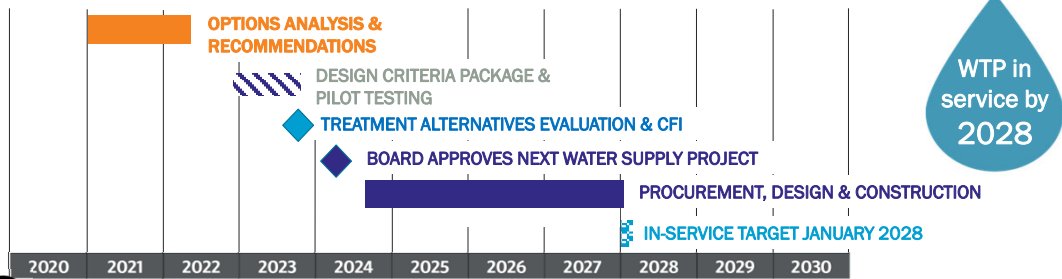 OPTIONS ANALYSIS &
RECOMMENDATIONS
DESIGN CRITERIA PACKAGE &
PILOT TESTING
TREATMENT ALTERNATIVES EVALUATION & CFI
BOARD APPROVES NEXT WATER SUPPLY PROJECT
PROCUREMENT, DESIGN & CONSTRUCTION
IN-SERVICE TARGET JANUARY 2028
2020 2021 2022 2023 2024 2025 2026 2027 2028 2029 2030
WTP in
service by
2028